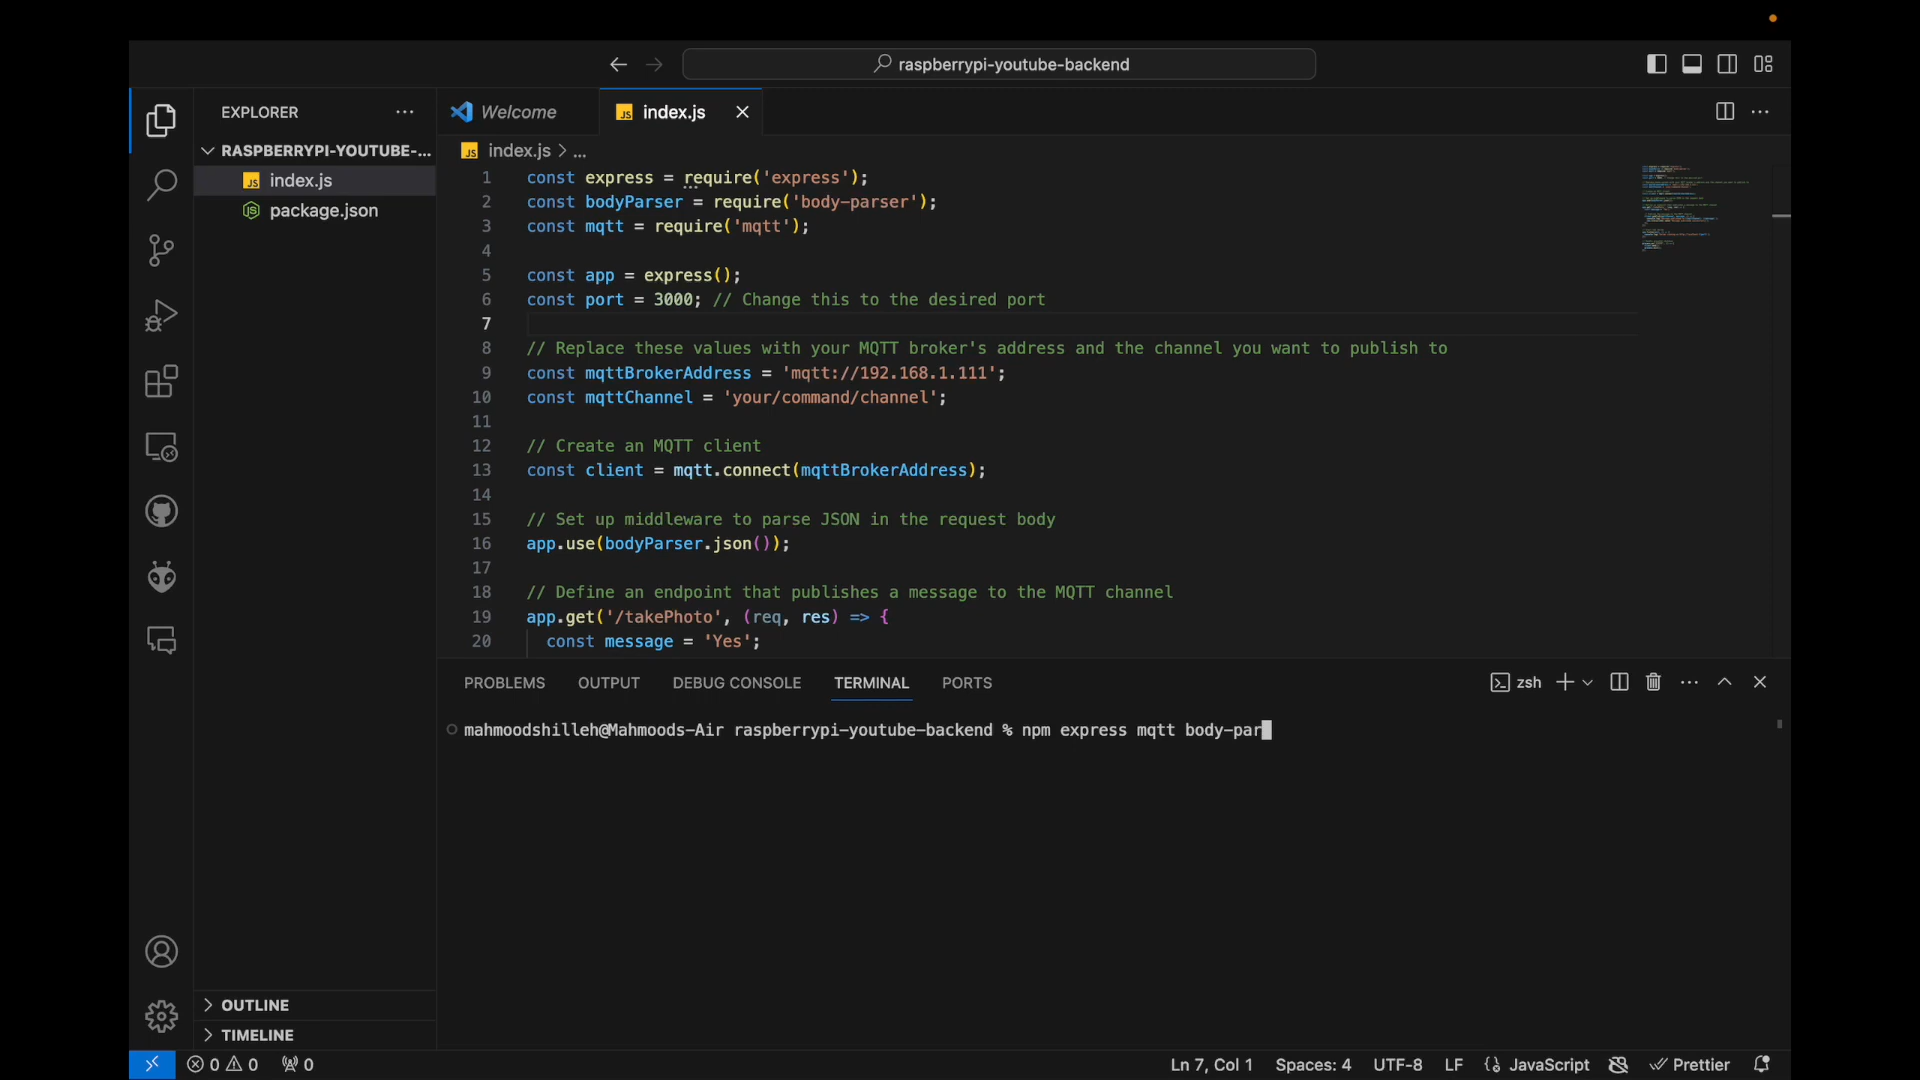 raspberrypi-youtube-backend
EXPLORER
Welcome
index.js
RASPBERRYPI-YOUTUBE-...
index.js
package.json
index.js > ...
1 const express = require('express');
2 const bodyParser = require('body-parser');
3 const mqtt = require('mqtt');
4
5 const app = express();
6 const port = 3000; // Change this to the desired port
7
8 // Replace these values with your MQTT broker's address and the channel you want to publish to
9 const mqttBrokerAddress = 'mqtt://192.168.1.111';
10 const mqttChannel = 'your/command/channel';
11
12 // Create an MQTT client
13 const client = mqtt.connect(mqttBrokerAddress);
14
15 // Set up middleware to parse JSON in the request body
16 app.use(bodyParser.json());
17
18 // Define an endpoint that publishes a message to the MQTT channel
19 app.get('/takePhoto', (req, res) => {
20 const message = 'Yes';
PROBLEMS OUTPUT DEBUG CONSOLE TERMINAL PORTS
zsh
mahmoodshilleh@Mahmoods-Air raspberrypi-youtube-backend % npm express mqtt body-par
OUTLINE
TIMELINE
0 0 0
Ln 7, Col 1 Spaces: 4 UTF-8 LF {} JavaScript Prettier